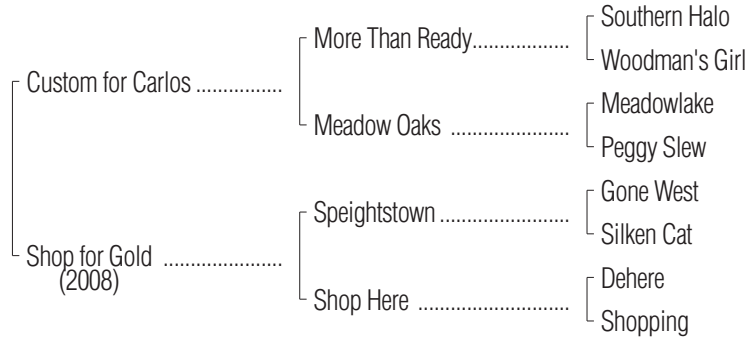 Southern Halo
More Than Ready..................
Woodman's Girl
Custom for Carlos ................
Meadowlake
Meadow Oaks ......................
Peggy Slew
Gone West
Speightstown........................
Silken Cat
Shop for Gold ......................
(2008)
Dehere
Shop Here ............................
Shopping